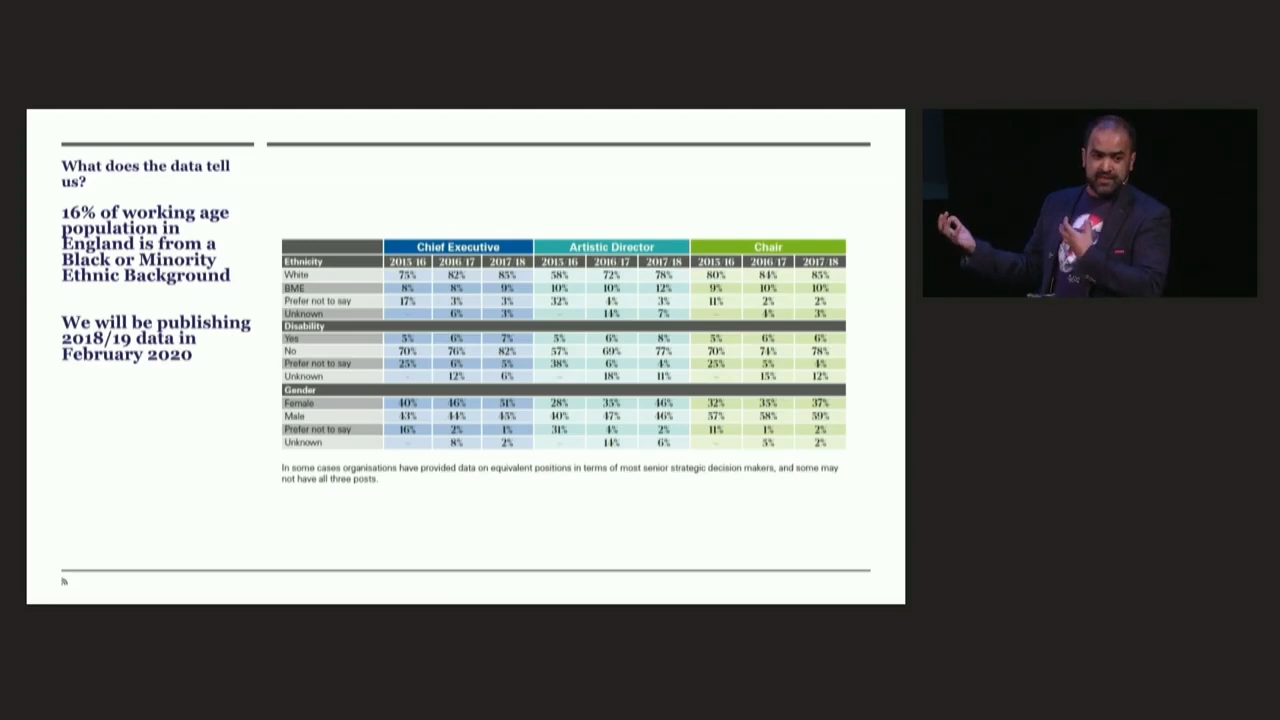 What does the data tell
us?
16% of working age
population in
England is from a
Black or Minority
Ethnic Background
We will be publishing
2018/19 data in
February 2020
Chief Executive Artistic Director Chair
Ethnicity 2015-16 2016-17 2017-18 2015-16 2016-17 2017-18 2015-16 2016-17 2017-18
White 75% 82% 85% 58% 72% 78% 80% 84% 85%
BME 8% 8% 9% 10% 10% 12% 9% 10% 10%
Prefer not to say 17% 3% 3% 32% 4% 3% 11% 2% 2%
Unknown - 6% 3% - 14% 7% - 4% 3%
Disability
Yes 5% 6% 7% 5% 6% 8% 5% 6% 6%
No 70% 76% 82% 57% 69% 77% 70% 74% 78%
Prefer not to say 25% 6% 5% 38% 6% 4% 25% 5% 4%
Unknown - 12% 6% - 18% 11% - 15% 12%
Gender
Female 40% 46% 51% 28% 35% 46% 32% 35% 37%
Male 43% 44% 45% 40% 47% 46% 57% 58% 59%
Prefer not to say 16% 2% 1% 31% 4% 2% 11% 1% 2%
Unknown - 8% 2% - 14% 6% - 5% 2%
In some cases organisations have provided data on equivalent positions in terms of most senior strategic decision makers, and some may
not have all three posts.